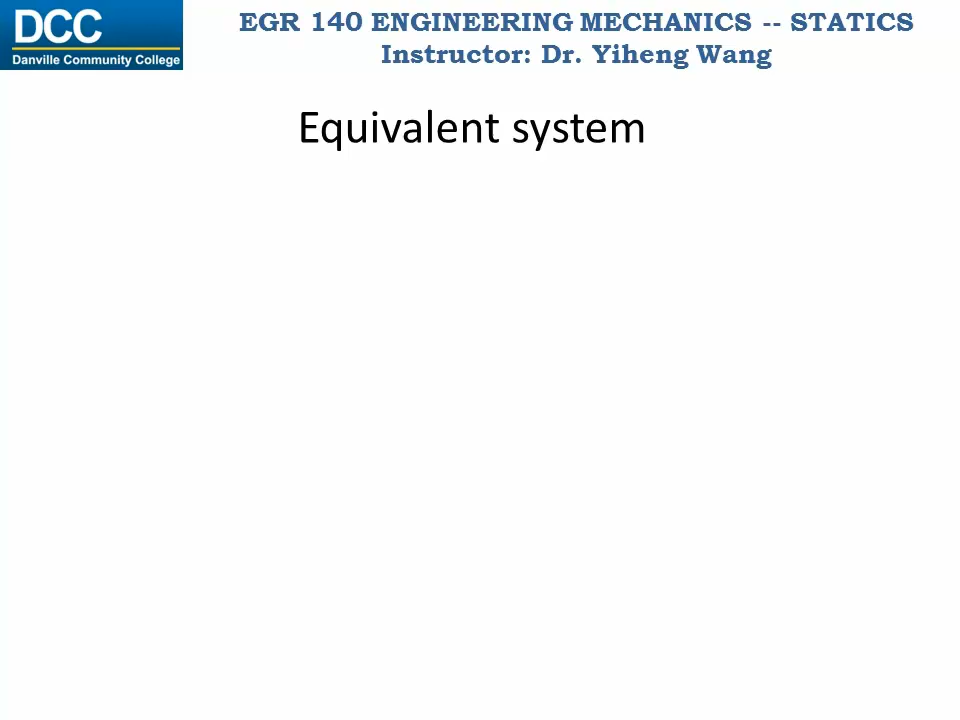 DCC
Danville Community College
EGR 140 ENGINEERING MECHANICS -- STATICS
Instructor: Dr. Yiheng Wang
Equivalent system